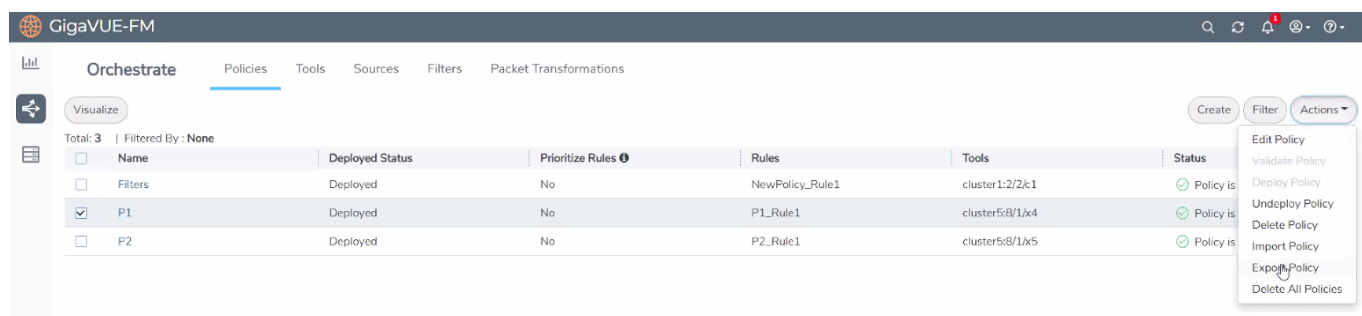 GigaVUE-FM
1
Orchestrate Policies Tools Sources Filters Packet Transformations
Visualize Create Filter Actions
Total: 3 | Filtered By : None
Name Deployed Status Prioritize Rules Rules Tools Status
Filters Deployed No NewPolicy_Rule1 cluster1:2/2/c1 Policy is
P1 Deployed No P1_Rule1 cluster5:8/1/x4 Policy is
P2 Deployed No P2_Rule1 cluster5:8/1/x5 Policy is
Edit Policy
Validate Policy
Deploy Policy
Undeploy Policy
Delete Policy
Import Policy
Export Policy
Delete All Policies